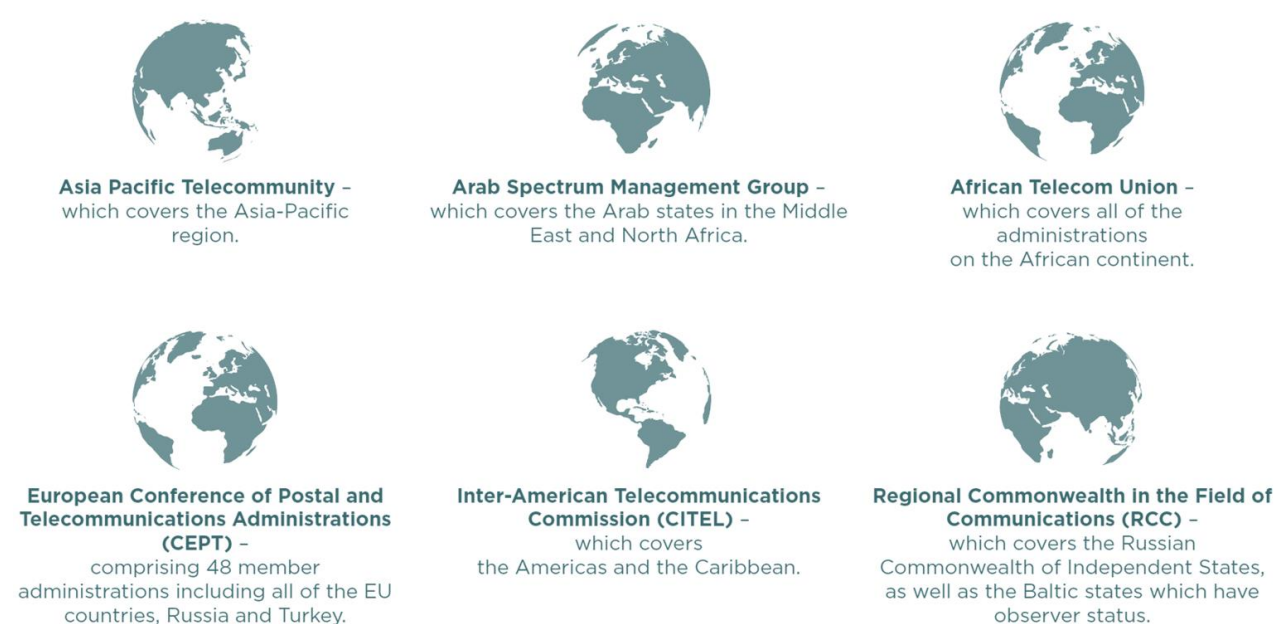 Asia Pacific Telecommunity –
which covers the Asia-Pacific
region.
Arab Spectrum Management Group –
which covers the Arab states in the Middle
East and North Africa.
African Telecom Union –
which covers all of the
administrations
on the African continent.
European Conference of Postal and
Telecommunications Administrations
(CEPT) –
comprising 48 member
administrations including all of the EU
countries, Russia and Turkey.
Inter-American Telecommunications
Commission (CITEL) –
which covers
the Americas and the Caribbean.
Regional Commonwealth in the Field of
Communications (RCC) –
which covers the Russian
Commonwealth of Independent States,
as well as the Baltic states which have
observer status.